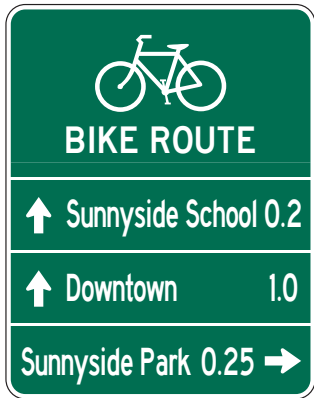 BIKE ROUTE
Sunnyside School 0.2
Downtown 1.0
Sunnyside Park 0.25